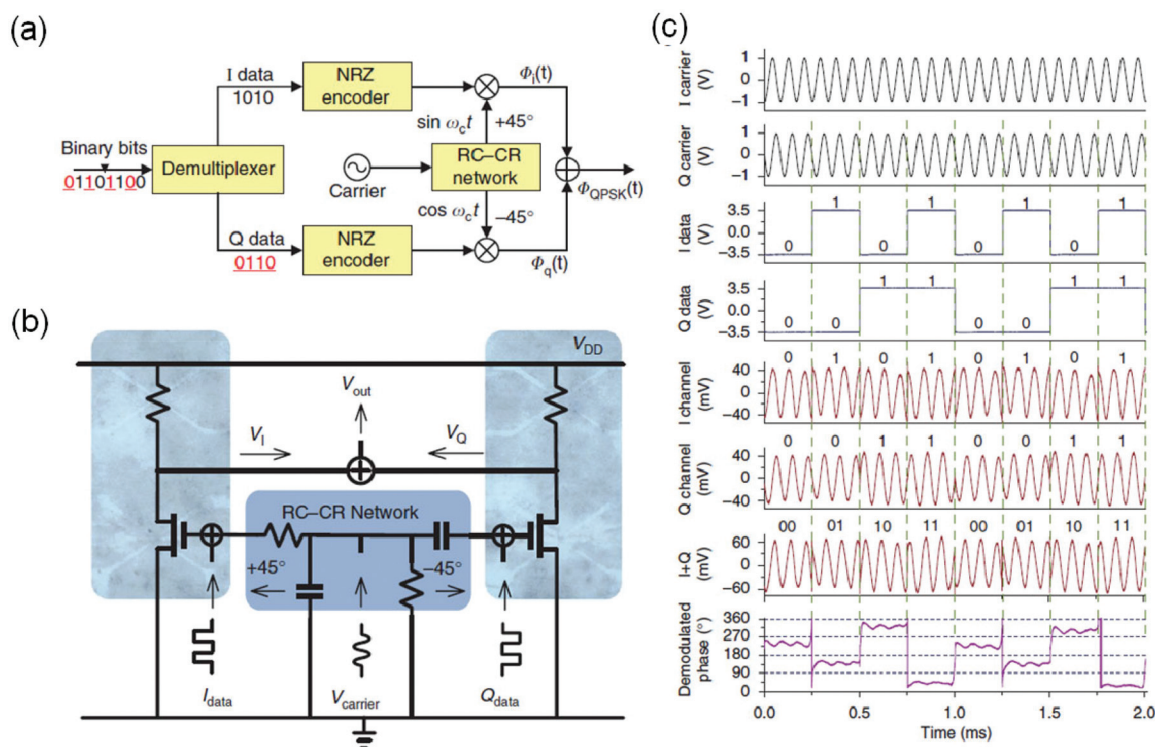 (a)
I data
1010
NRZ
encoder
Φi(t)
sin ωct
+45°
Binary bits
01101100
Demultiplexer
Carrier
RC–CR
network
ΦQPSK(t)
cos ωct
−45°
Q data
0110
NRZ
encoder
Φq(t)
(b)
VDD
Vout
VI
VQ
RC–CR Network
+45°
−45°
Idata
Vcarrier
Qdata
(c)
I carrier
(V)
1
0
−1
Q carrier
(V)
1
0
−1
I data
(V)
3.5
0.0
−3.5
0 1 0 1 0 1 0 1
Q data
(V)
3.5
0.0
−3.5
0 0 1 1 0 0 1 1
I channel
(mV)
40
0
−40
0 1 0 1 0 1 0 1
Q channel
(mV)
40
0
−50
0 0 1 1 0 0 1 1
I+Q
(mV)
60
0
−60
00 01 10 11 00 01 10 11
Demodulated
phase (°)
360
270
180
90
0
0.0 0.5 1.0 1.5 2.0
Time (ms)